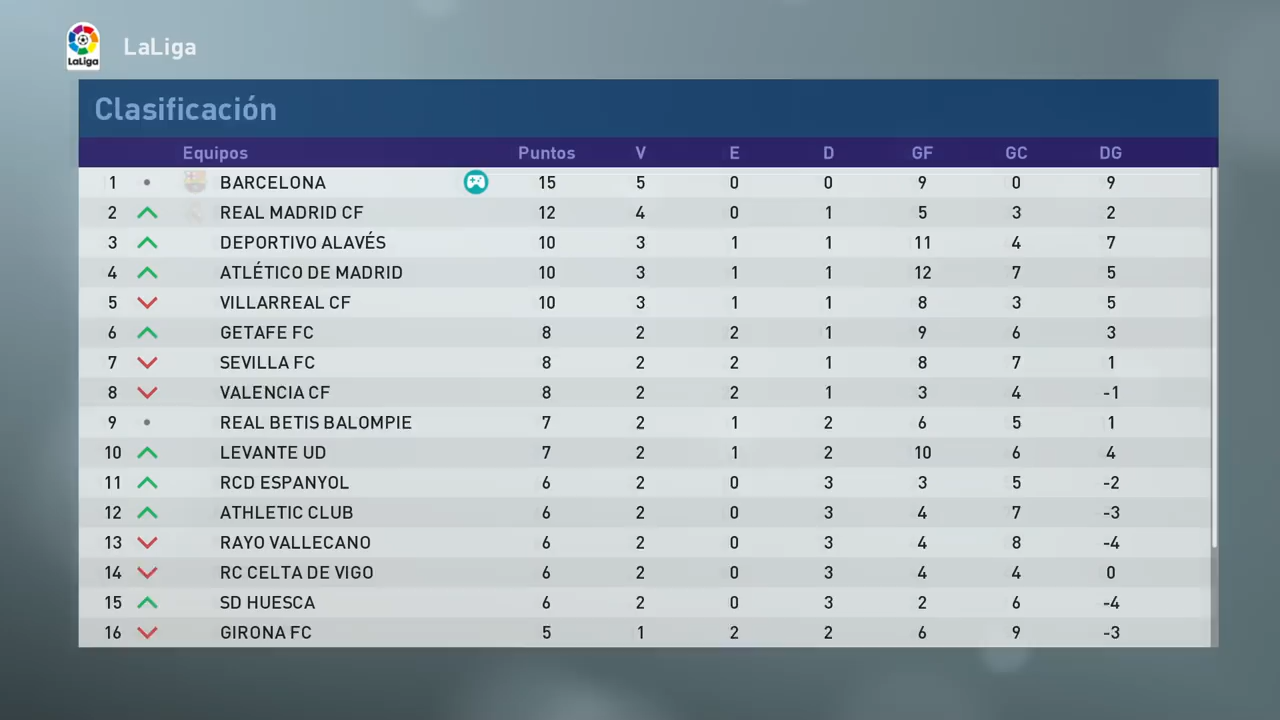 LaLiga
LaLiga
Clasificación
Equipos Puntos V E D GF GC DG
1 BARCELONA 15 5 0 0 9 0 9
2 REAL MADRID CF 12 4 0 1 5 3 2
3 DEPORTIVO ALAVÉS 10 3 1 1 11 4 7
4 ATLÉTICO DE MADRID 10 3 1 1 12 7 5
5 VILLARREAL CF 10 3 1 1 8 3 5
6 GETAFE FC 8 2 2 1 9 6 3
7 SEVILLA FC 8 2 2 1 8 7 1
8 VALENCIA CF 8 2 2 1 3 4 -1
9 REAL BETIS BALOMPIE 7 2 1 2 6 5 1
10 LEVANTE UD 7 2 1 2 10 6 4
11 RCD ESPANYOL 6 2 0 3 3 5 -2
12 ATHLETIC CLUB 6 2 0 3 4 7 -3
13 RAYO VALLECANO 6 2 0 3 4 8 -4
14 RC CELTA DE VIGO 6 2 0 3 4 4 0
15 SD HUESCA 6 2 0 3 2 6 -4
16 GIRONA FC 5 1 2 2 6 9 -3